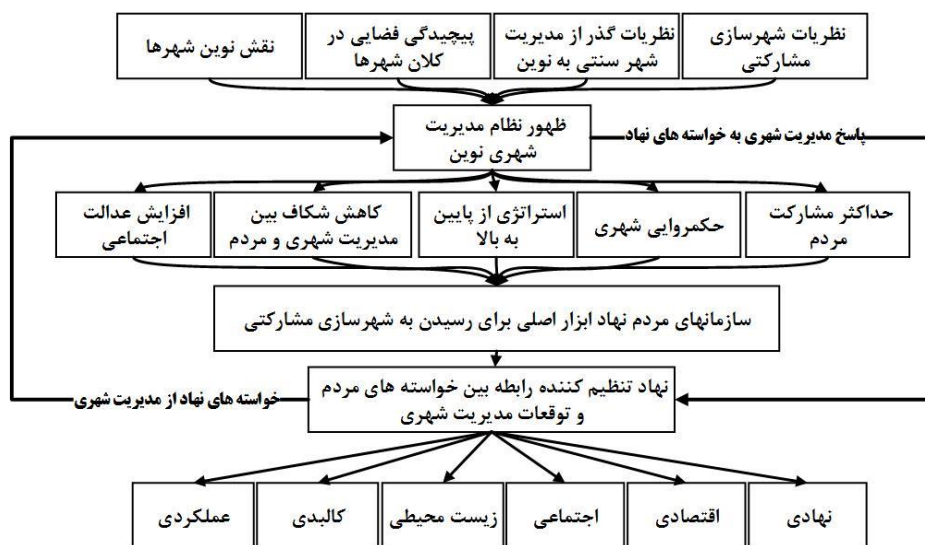 نظریات شهرسازی
مشارکتی
نظریات گذر از مدیریت
شهر سنتی به نوین
پیچیدگی فضایی در
کلان شهرها
نقش نوین شهرها
ظهور نظام مدیریت
شهری نوین
پاسخ مدیریت شهری به خواسته های نهاد
حداکثر مشارکت
مردم
حکمروایی شهری
استراتژی از پایین
به بالا
کاهش شکاف بین
مدیریت شهری و مردم
افزایش عدالت
اجتماعی
سازمانهای مردم نهاد ابزار اصلی برای رسیدن به شهرسازی مشارکتی
نهاد تنظیم کننده رابطه بین خواسته های مردم
و توقعات مدیریت شهری
خواسته های نهاد از مدیریت شهری
نهادی
اقتصادی
اجتماعی
زیست محیطی
کالبدی
عملکردی